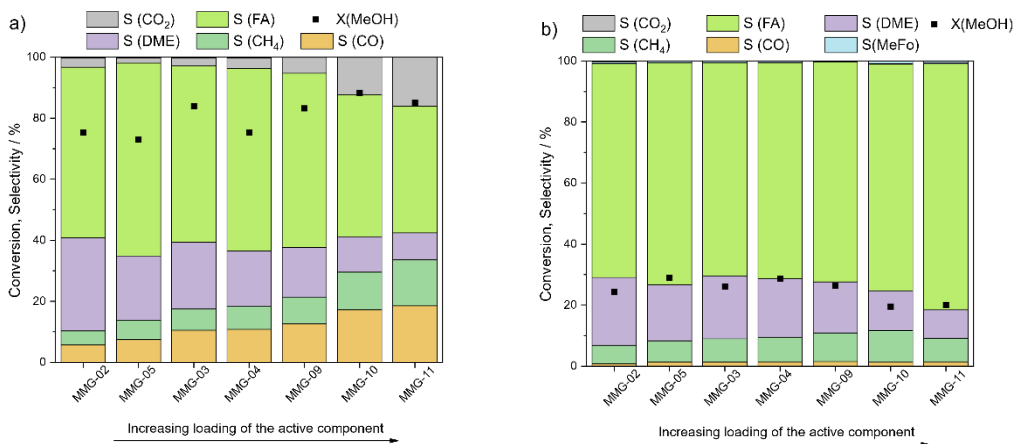 a)
S (CO₂) S (FA) X(MeOH)
S (DME) S (CH₄) S (CO)
100
80
60
40
20
0
Conversion, Selectivity / %
MMG-02 MMG-05 MMG-03 MMG-04 MMG-09 MMG-10 MMG-11
Increasing loading of the active component
b)
S (CO₂) S (FA) S (DME) X(MeOH)
S (CH₄) S (CO) S(MeFo)
100
80
60
40
20
0
Conversion, Selectivity / %
MMG-02 MMG-05 MMG-03 MMG-04 MMG-09 MMG-10 MMG-11
Increasing loading of the active component